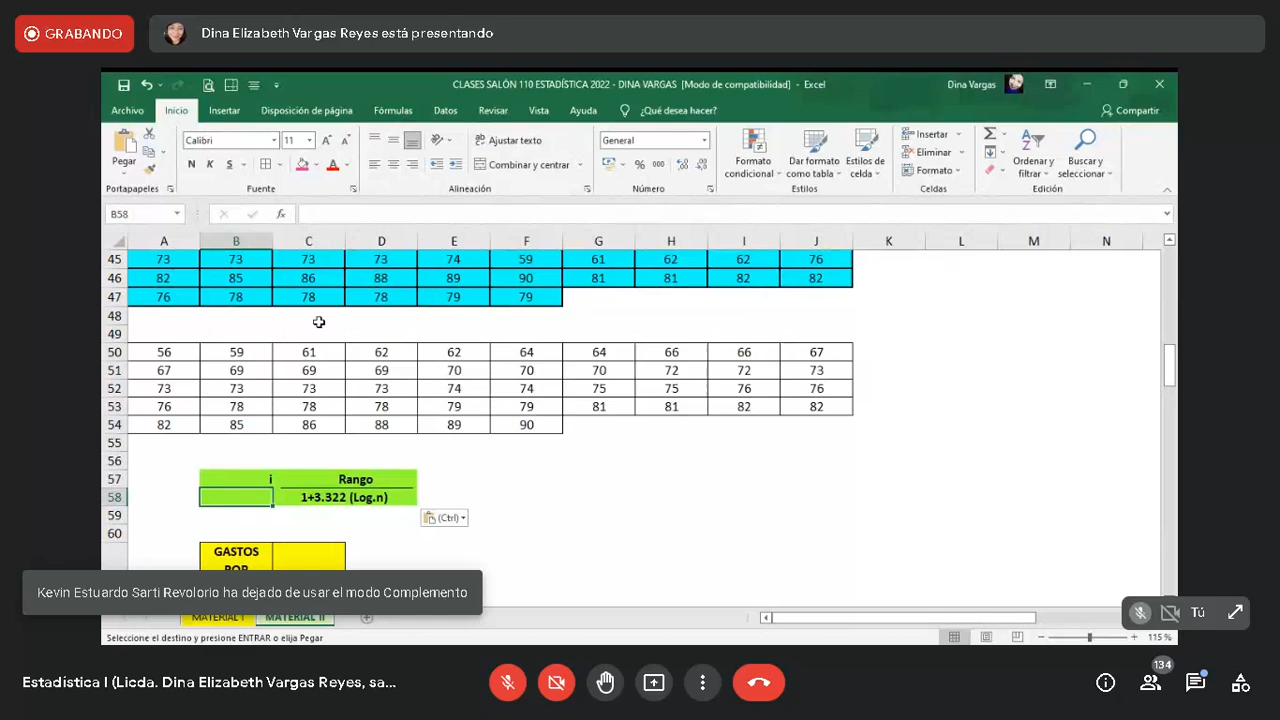 GRABANDO
Dina Elizabeth Vargas Reyes está presentando
CLASES SALÓN 110 ESTADÍSTICA 2022 - DINA VARGAS [Modo de compatibilidad] - Excel
Dina Vargas
Archivo Inicio Insertar Disposición de página Fórmulas Datos Revisar Vista Ayuda ¿Qué desea hacer? Compartir
Pegar
Calibri 11
N K S
Ajustar texto
Combinar y centrar
General
% 000
Formato condicional
Dar formato como tabla
Estilos de celda
Insertar
Eliminar
Formato
Ordenar y filtrar
Buscar y seleccionar
Portapapeles Fuente Alineación Número Estilos Celdas Edición
B58 fx
A B C D E F G H I J K L M N
45 73 73 73 73 74 59 61 62 62 76
46 82 85 86 88 89 90 81 81 82 82
47 76 78 78 78 79 79
48
49
50 56 59 61 62 62 64 64 66 66 67
51 67 69 69 69 70 70 70 72 72 73
52 73 73 73 73 74 74 75 75 76 76
53 76 78 78 78 79 79 81 81 82 82
54 82 85 86 88 89 90
55
56
57 i Rango
58 1+3.322 (Log.n)
59 (Ctrl)
60
GASTOS
POR
Kevin Estuardo Sarti Revolorio ha dejado de usar el modo Complemento
MATERIAL I MATERIAL II
Tú
Seleccione el destino y presione ENTRAR o elija Pegar
115 %
134
Estadística I (Licda. Dina Elizabeth Vargas Reyes, sa...